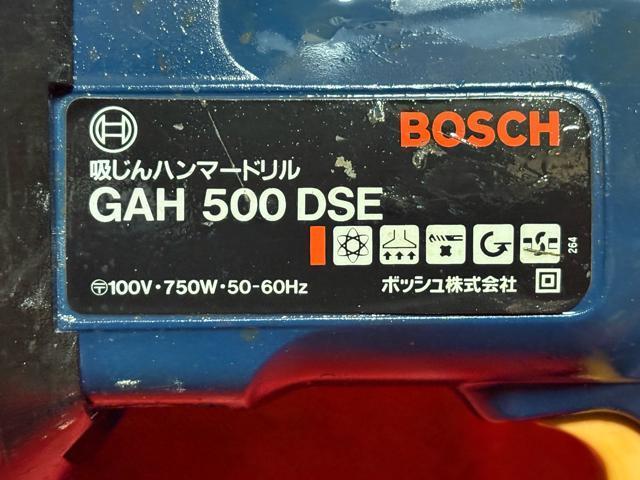 BOSCH
吸じんハンマードリル
GAH 500 DSE
264
〶100V・750W・50-60Hz
ボッシュ株式会社